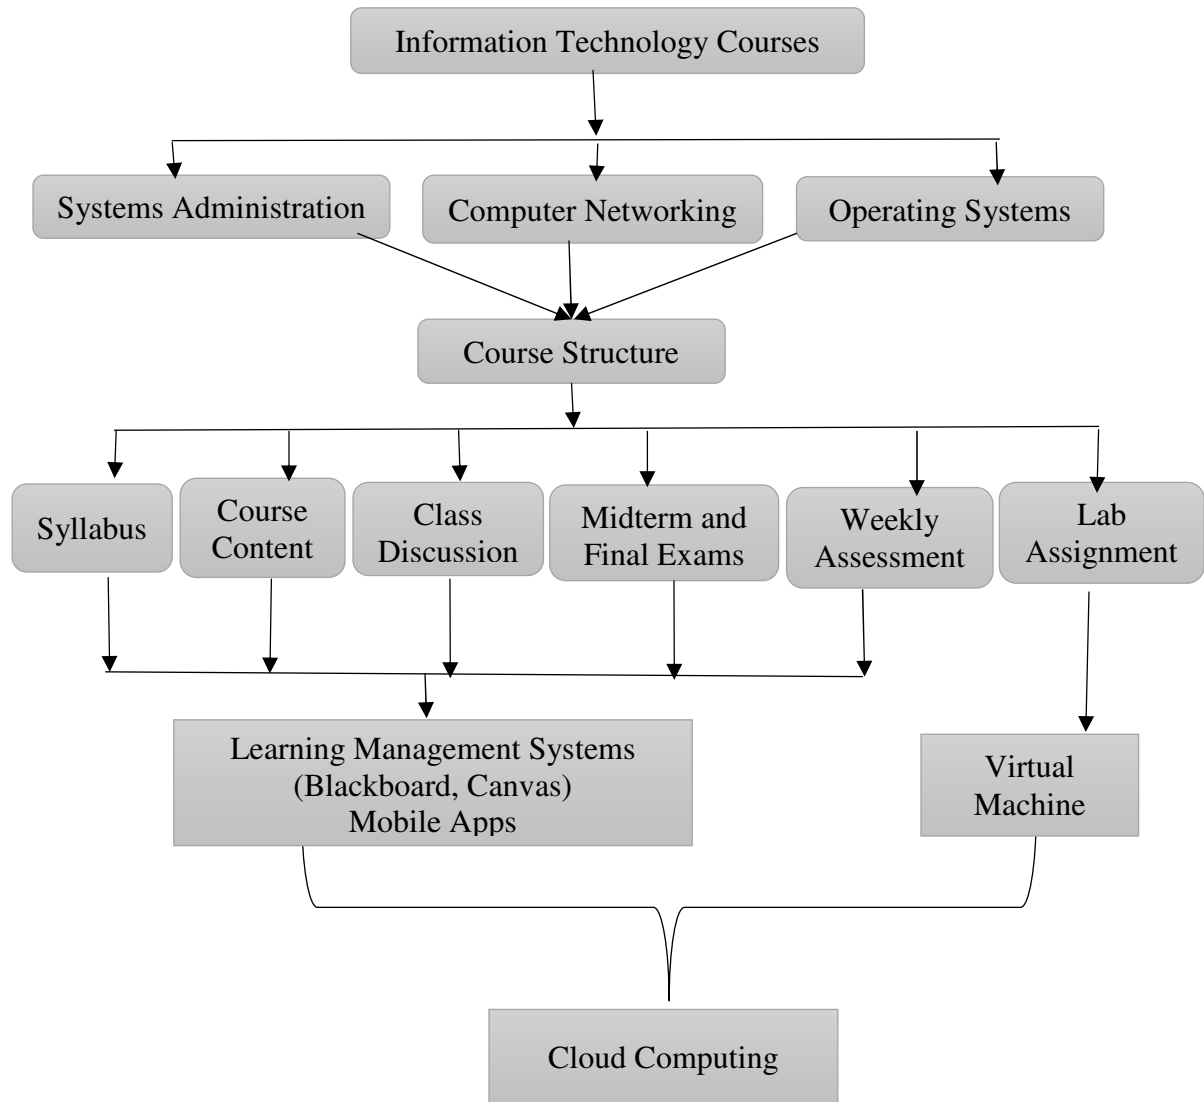 Information Technology Courses
Systems Administration
Computer Networking
Operating Systems
Course Structure
Syllabus
Course
Content
Class
Discussion
Midterm and
Final Exams
Weekly
Assessment
Lab
Assignment
Learning Management Systems
(Blackboard, Canvas)
Mobile Apps
Virtual
Machine
Cloud Computing